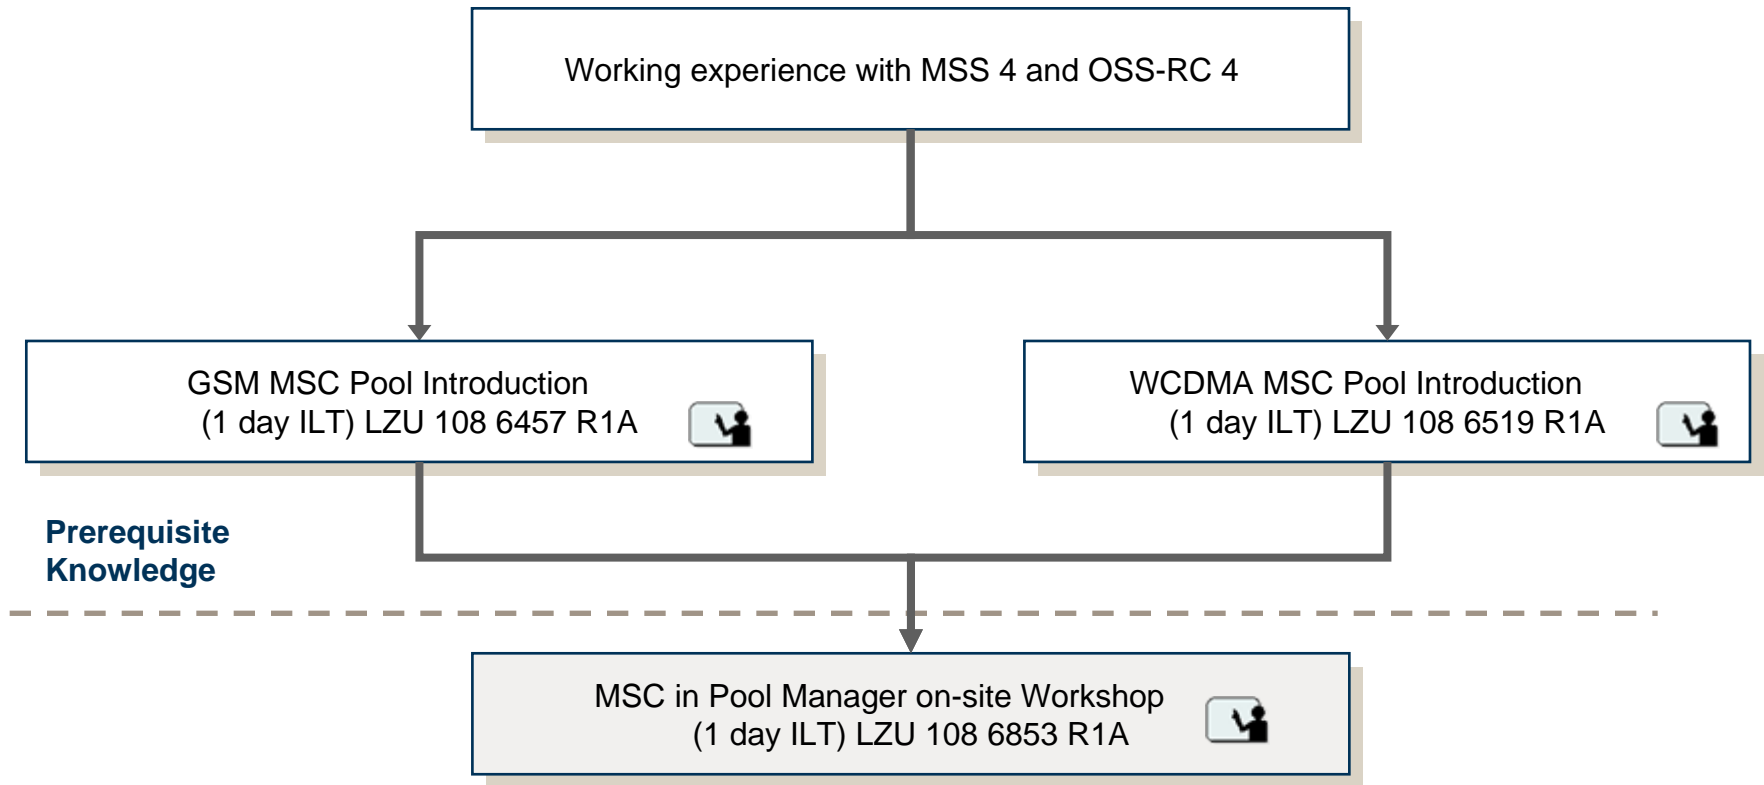 Working experience with MSS 4 and OSS-RC 4
GSM MSC Pool Introduction
(1 day ILT) LZU 108 6457 R1A
WCDMA MSC Pool Introduction
(1 day ILT) LZU 108 6519 R1A
Prerequisite
Knowledge
MSC in Pool Manager on-site Workshop
(1 day ILT) LZU 108 6853 R1A